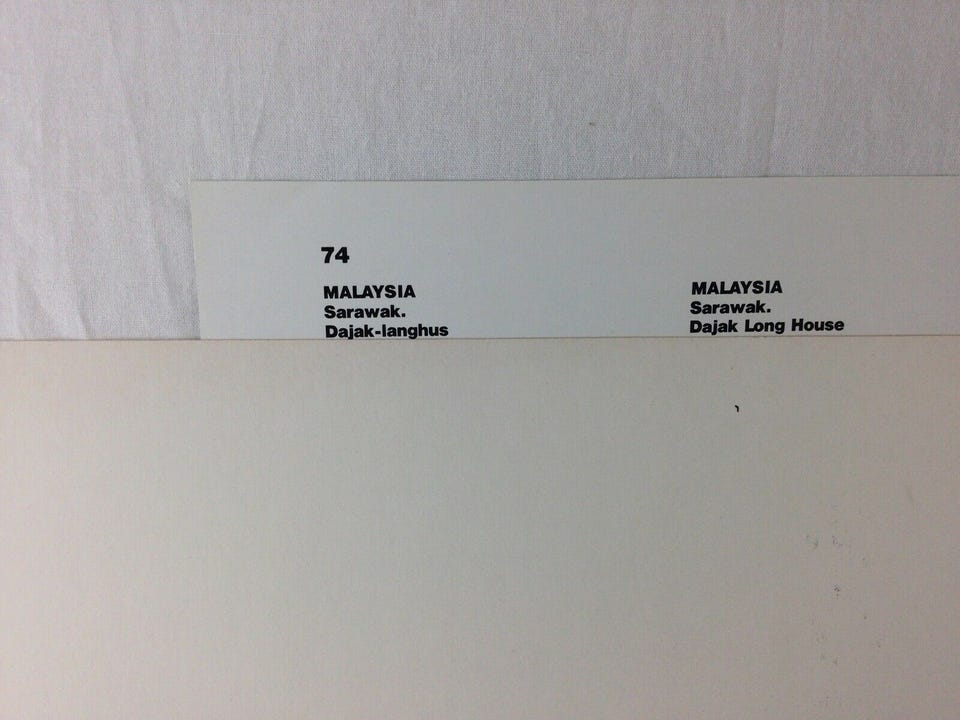 74
MALAYSIA
Sarawak.
Dajak-langhus
MALAYSIA
Sarawak.
Dajak Long House